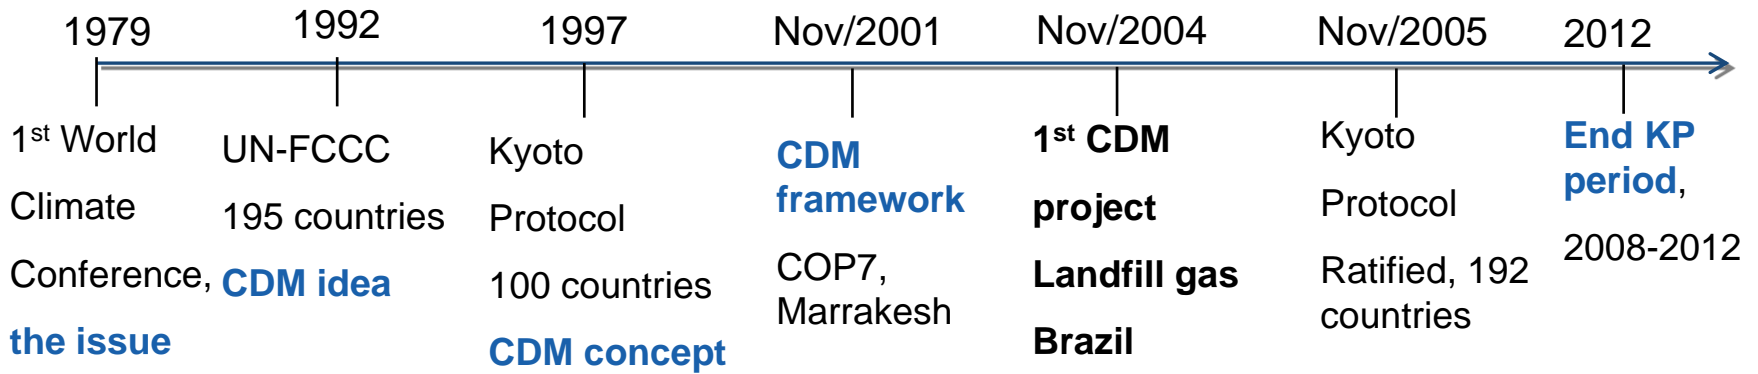 1979
1st World
Climate
Conference,
the issue
1992
UN-FCCC
195 countries
CDM idea
1997
Kyoto
Protocol
100 countries
CDM concept
Nov/2001
CDM
framework
COP7,
Marrakesh
Nov/2004
1st CDM
project
Landfill gas
Brazil
Nov/2005
Kyoto
Protocol
Ratified, 192
countries
2012
End KP
period,
2008-2012